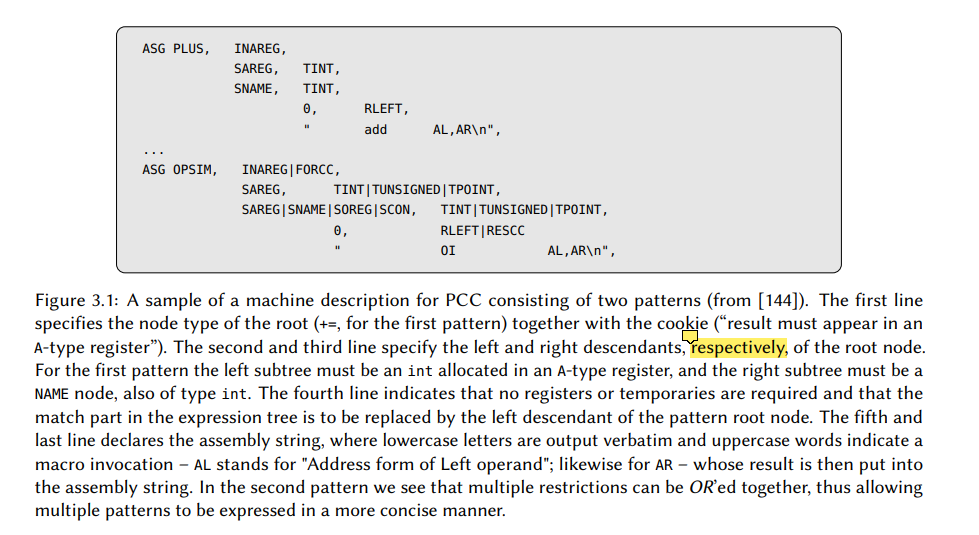 ASG PLUS, INAREG,
SAREG, TINT,
SNAME, TINT,
0, RLEFT,
" add AL,AR\n",
...
ASG OPSIM, INAREG|FORCC,
SAREG, TINT|TUNSIGNED|TPOINT,
SAREG|SNAME|SOREG|SCON, TINT|TUNSIGNED|TPOINT,
0, RLEFT|RESCC
" OI AL,AR\n",
Figure 3.1: A sample of a machine description for PCC consisting of two patterns (from [144]). The first line
specifies the node type of the root (+=, for the first pattern) together with the cookie (“result must appear in an
A-type register”). The second and third line specify the left and right descendants, respectively, of the root node.
For the first pattern the left subtree must be an int allocated in an A-type register, and the right subtree must be a
NAME node, also of type int. The fourth line indicates that no registers or temporaries are required and that the
match part in the expression tree is to be replaced by the left descendant of the pattern root node. The fifth and
last line declares the assembly string, where lowercase letters are output verbatim and uppercase words indicate a
macro invocation – AL stands for "Address form of Left operand"; likewise for AR – whose result is then put into
the assembly string. In the second pattern we see that multiple restrictions can be OR'ed together, thus allowing
multiple patterns to be expressed in a more concise manner.